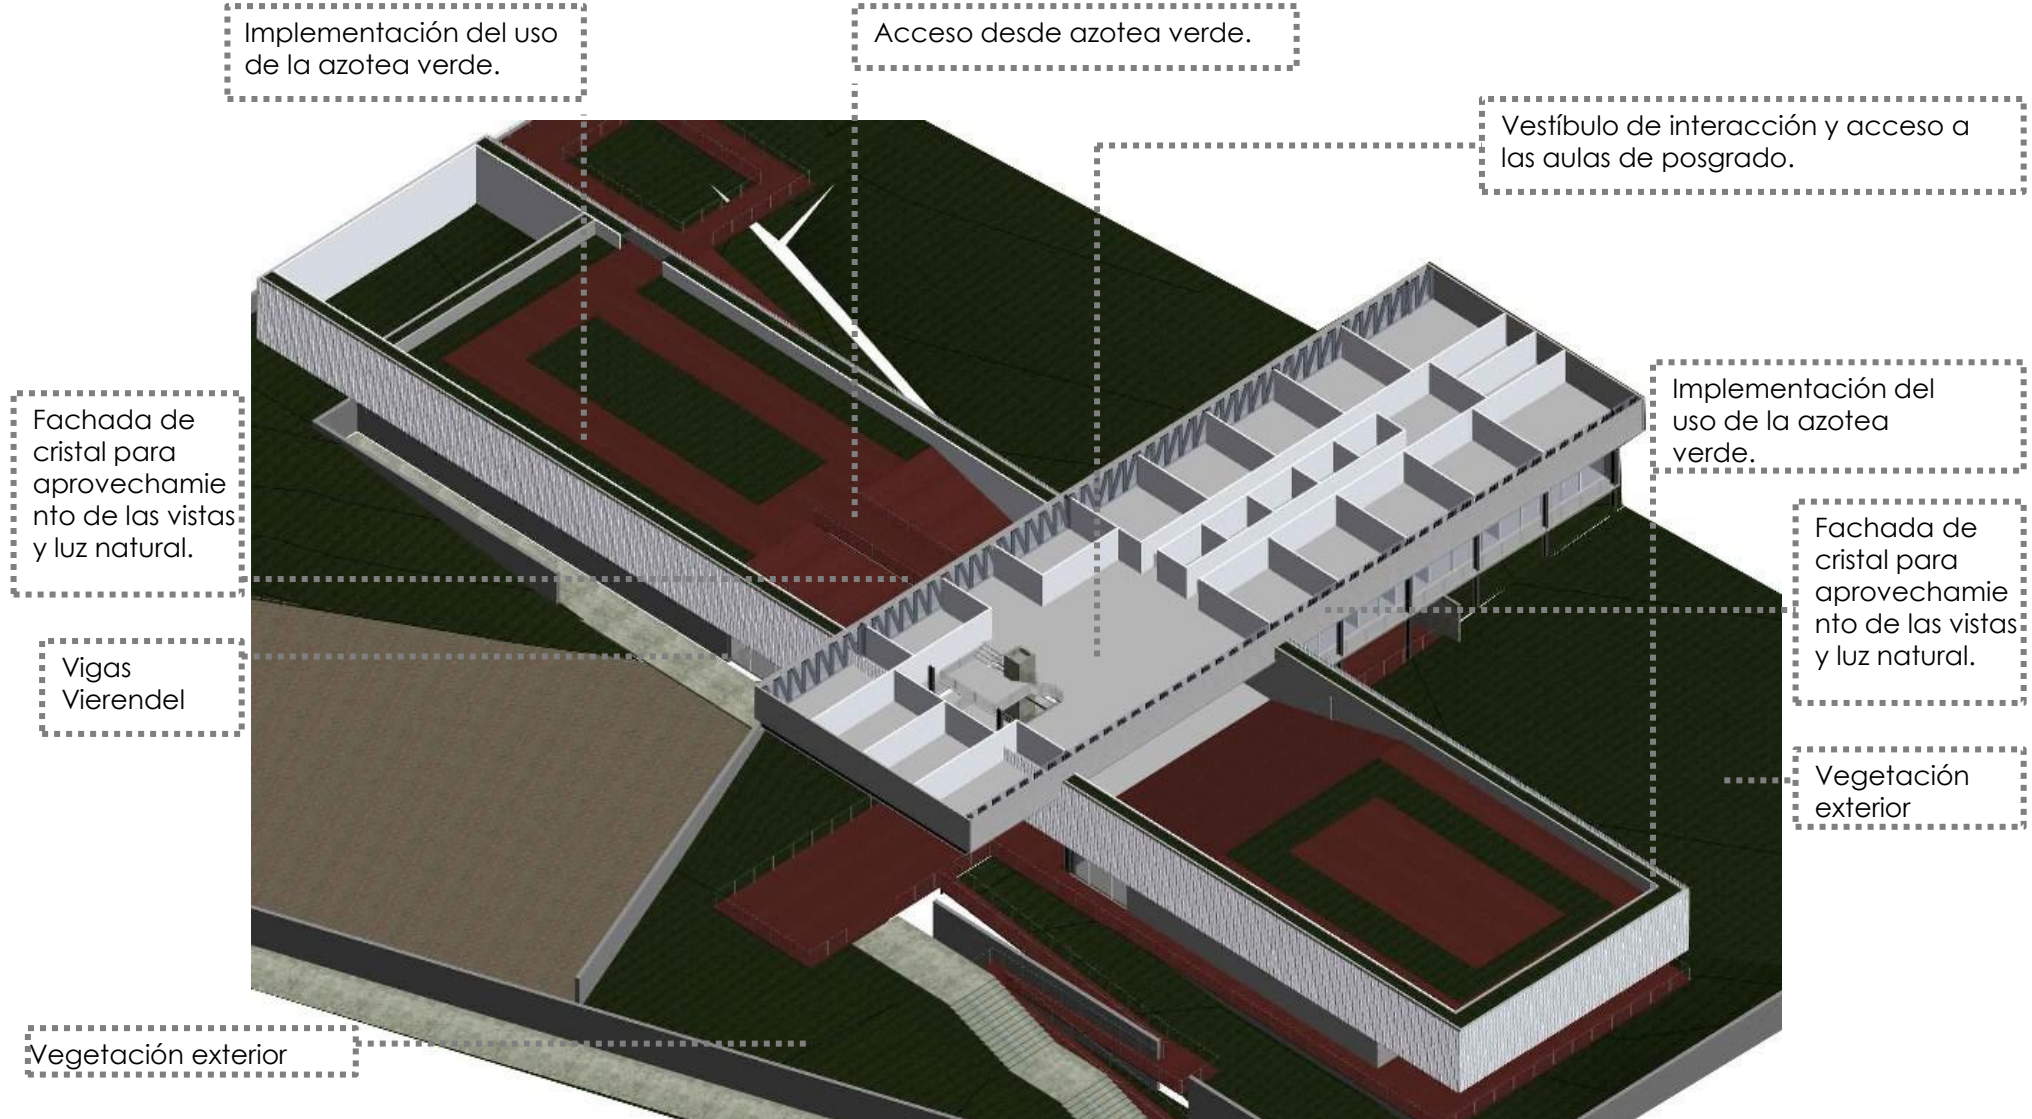 Implementación del uso
de la azotea verde.
Acceso desde azotea verde.
Vestíbulo de interacción y acceso a
las aulas de posgrado.
Fachada de
cristal para
aprovechamie
nto de las vistas
y luz natural.
Implementación del
uso de la azotea
verde.
Fachada de
cristal para
aprovechamie
nto de las vistas
y luz natural.
Vigas
Vierendel
Vegetación
exterior
Vegetación exterior